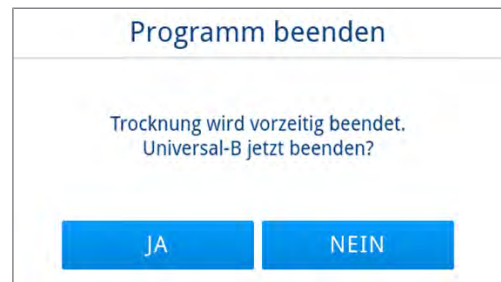 Programm beenden
Trocknung wird vorzeitig beendet.
Universal-B jetzt beenden?
JA
NEIN